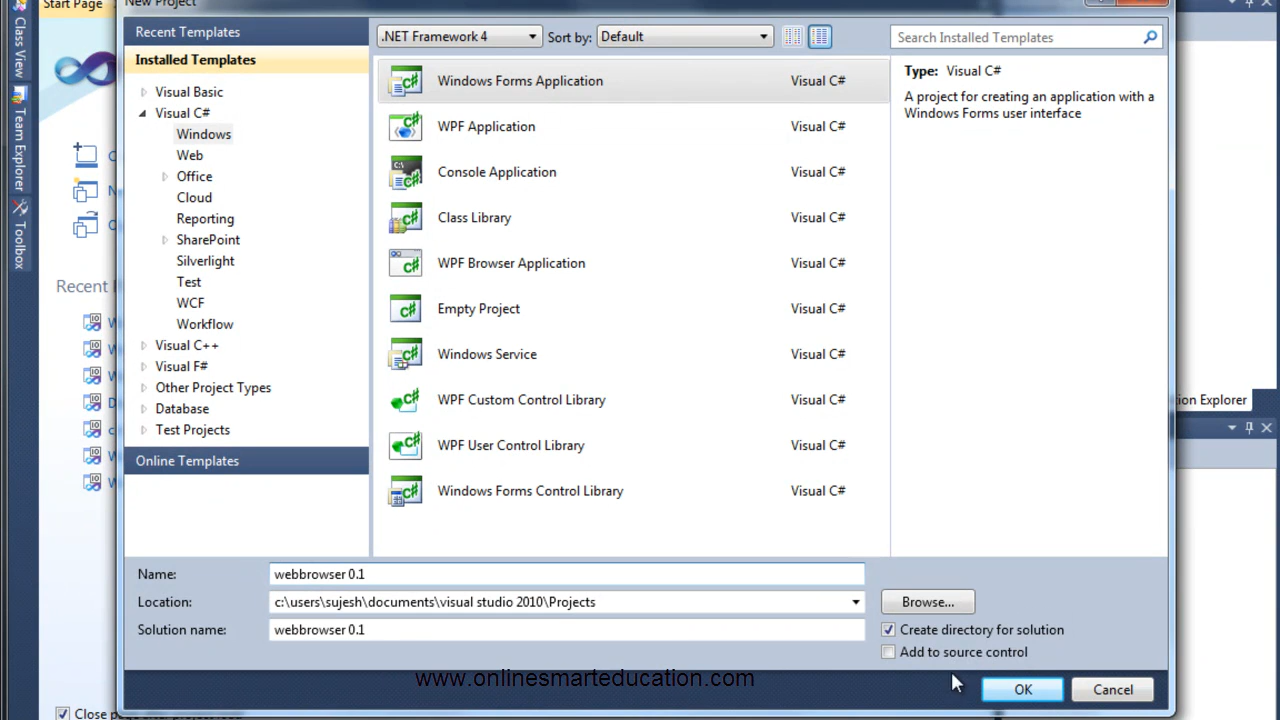 Start Page
New Project
Class View
Team Explorer
Toolbox
Recent
Recent Templates
Installed Templates
Visual Basic
Visual C#
Windows
Web
Office
Cloud
Reporting
SharePoint
Silverlight
Test
WCF
Workflow
Visual C++
Visual F#
Other Project Types
Database
Test Projects
Online Templates
.NET Framework 4
Sort by: Default
Search Installed Templates
Windows Forms Application Visual C#
WPF Application Visual C#
Console Application Visual C#
Class Library Visual C#
WPF Browser Application Visual C#
Empty Project Visual C#
Windows Service Visual C#
WPF Custom Control Library Visual C#
WPF User Control Library Visual C#
Windows Forms Control Library Visual C#
Type: Visual C#
A project for creating an application with a
Windows Forms user interface
ion Explorer
Name: webbrowser 0.1
Location: c:\users\sujesh\documents\visual studio 2010\Projects
Browse...
Solution name: webbrowser 0.1
Create directory for solution
Add to source control
www.onlinesmarteducation.com
OK Cancel
Close page after project load